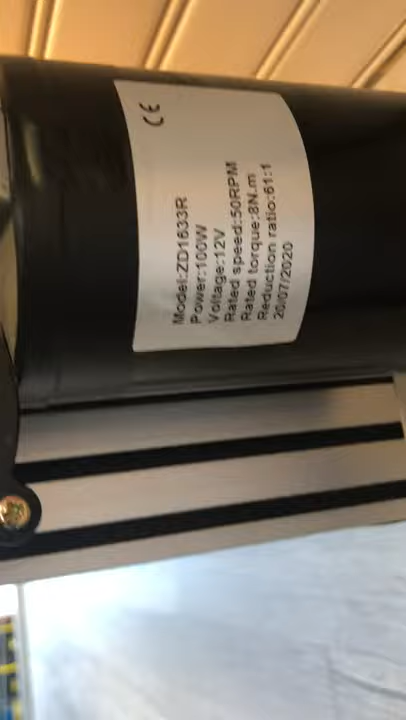 CE
Model:ZD1633R
Power:100W
Voltage:12V
Rated speed:50RPM
Rated torque:8N.m
Reduction ratio:61:1
20/07/2020